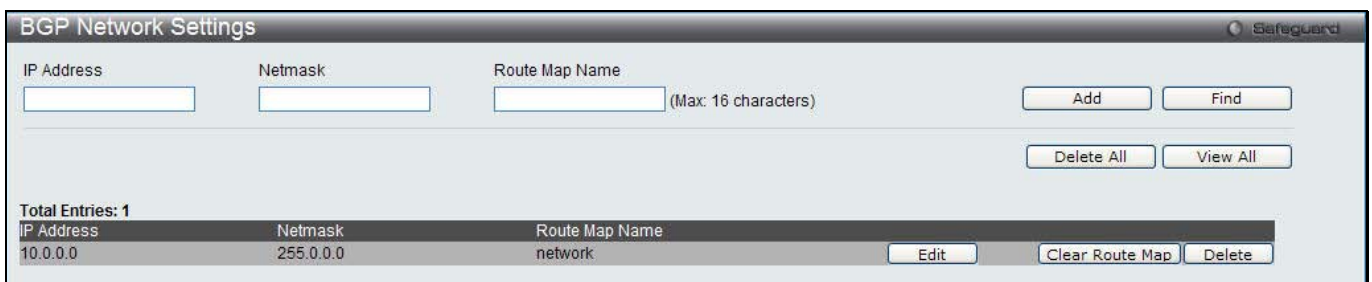 BGP Network Settings
Safeguard
IP Address Netmask Route Map Name
(Max: 16 characters) Add Find
Delete All View All
Total Entries: 1
IP Address Netmask Route Map Name
10.0.0.0 255.0.0.0 network Edit Clear Route Map Delete